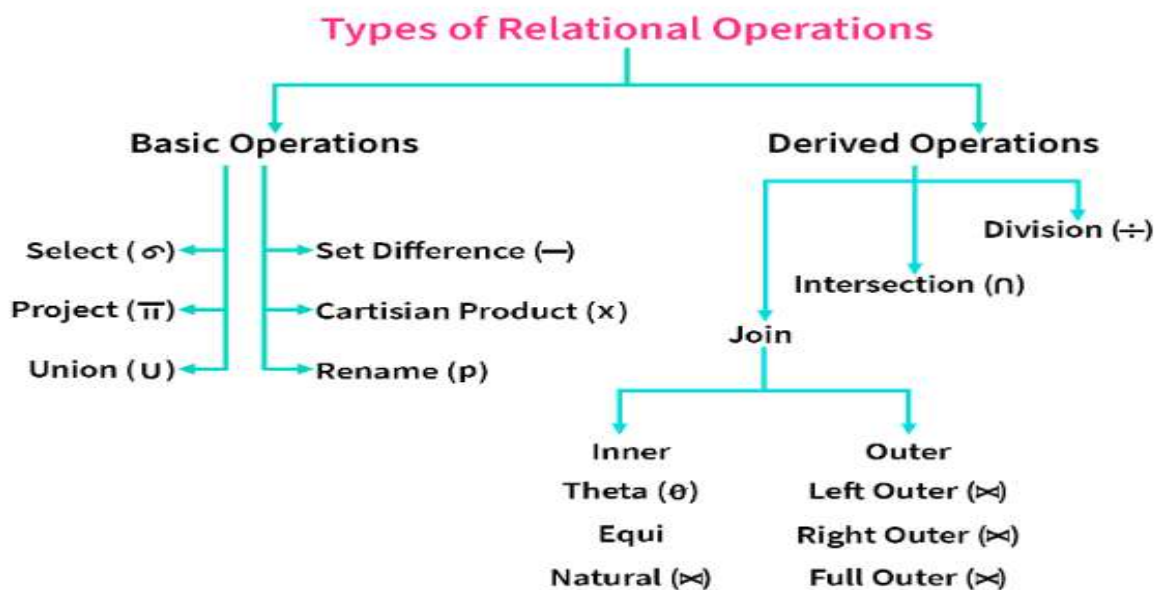 Types of Relational Operations
Basic Operations
Select (σ)
Project (π)
Union (∪)
Set Difference (—)
Cartisian Product (x)
Rename (p)
Derived Operations
Division (÷)
Intersection (∩)
Join
Inner
Theta (θ)
Equi
Natural (⋈)
Outer
Left Outer (⋈)
Right Outer (⋈)
Full Outer (⋈)